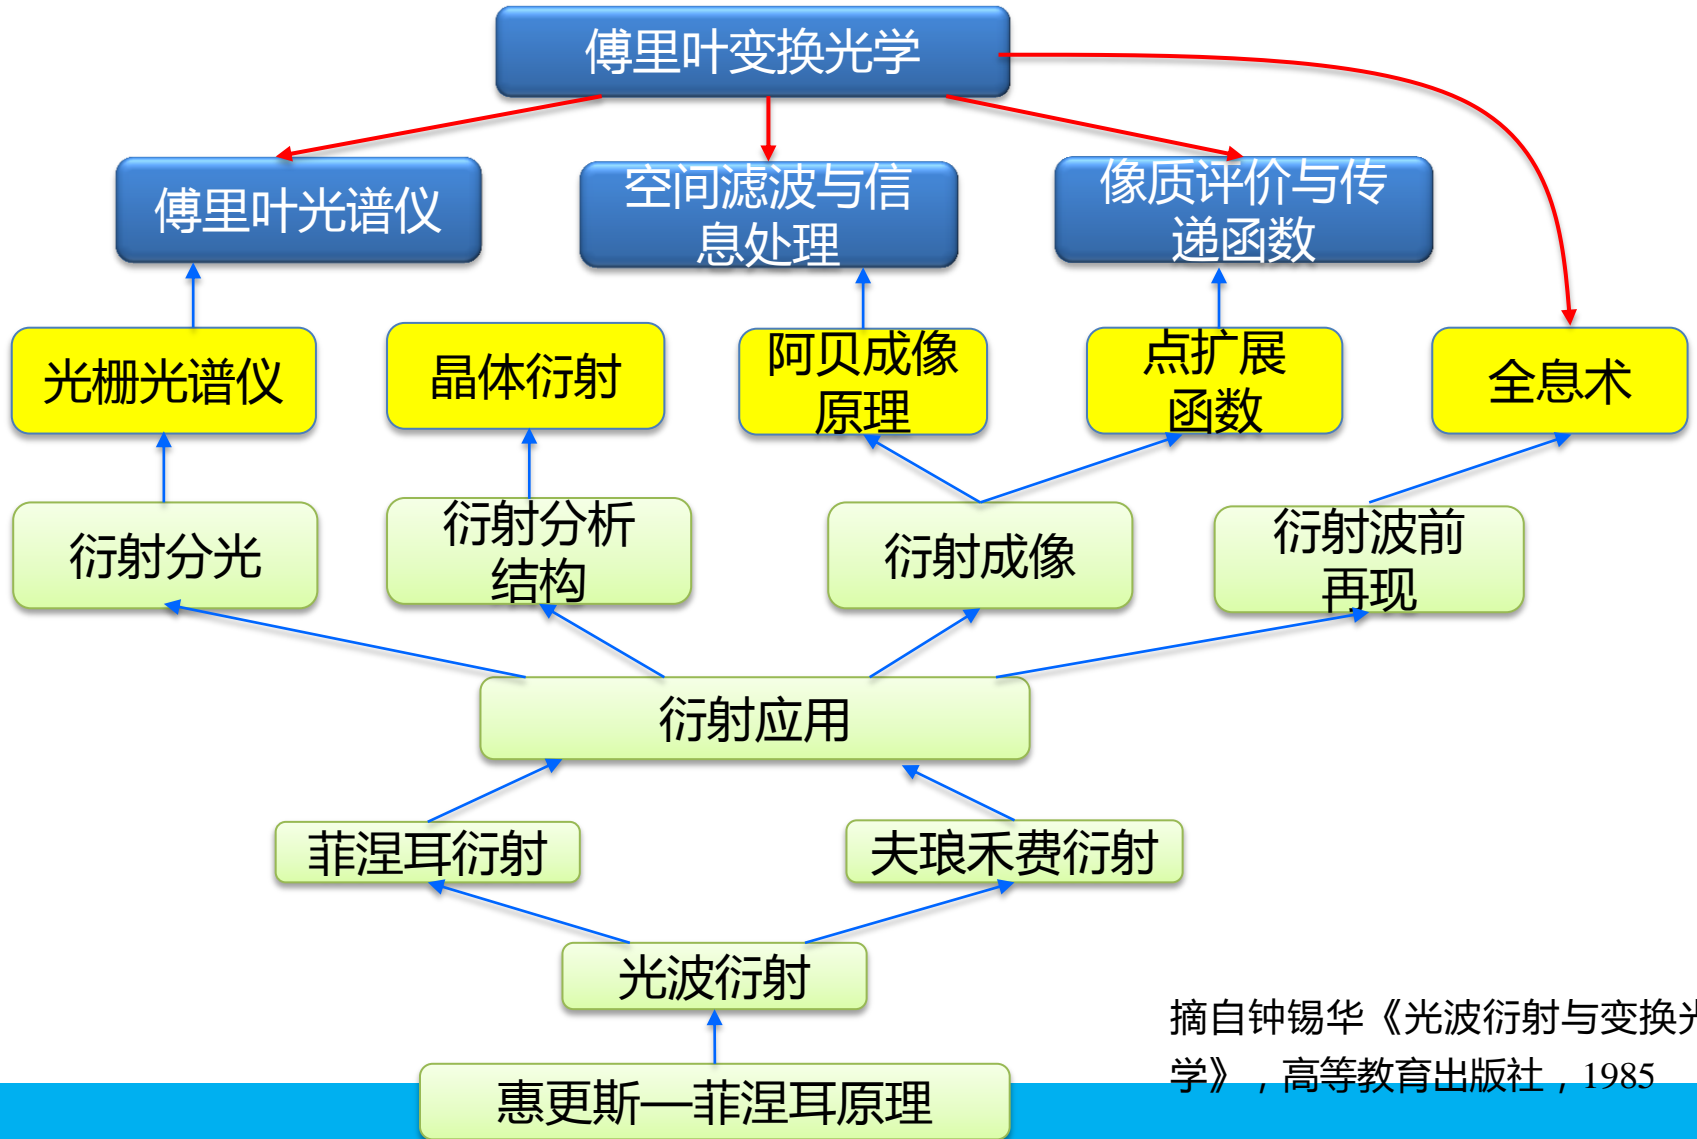 傅里叶变换光学
傅里叶光谱仪
空间滤波与信
息处理
像质评价与传
递函数
光栅光谱仪
晶体衍射
阿贝成像
原理
点扩展
函数
全息术
衍射分光
衍射分析
结构
衍射成像
衍射波前
再现
衍射应用
菲涅耳衍射
夫琅禾费衍射
光波衍射
惠更斯—菲涅耳原理
摘自钟锡华《光波衍射与变换光
学》，高等教育出版社，1985